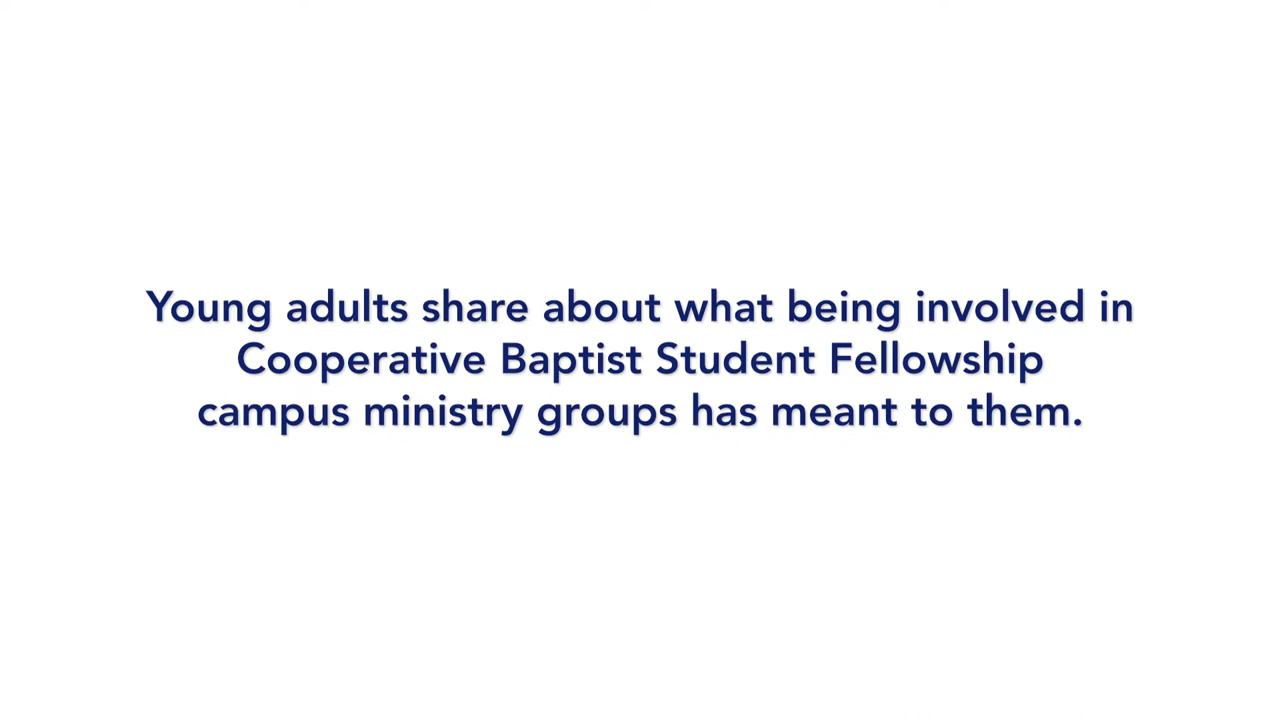 Young adults share about what being involved in
Cooperative Baptist Student Fellowship
campus ministry groups has meant to them.